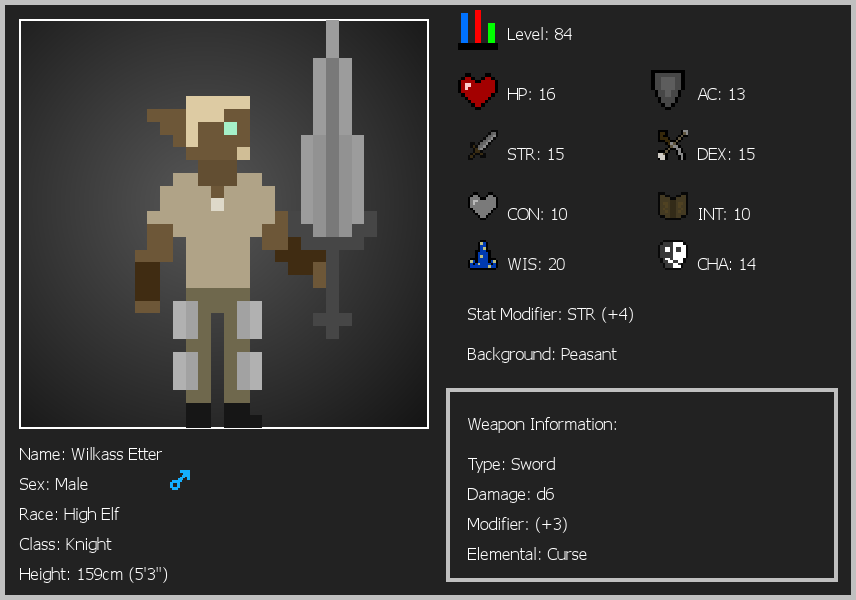 Level: 84
HP: 16
AC: 13
STR: 15
DEX: 15
CON: 10
INT: 10
WIS: 20
CHA: 14
Stat Modifier: STR (+4)
Background: Peasant
Name: Wilkass Etter
Sex: Male
Race: High Elf
Class: Knight
Height: 159cm (5'3")
Weapon Information:
Type: Sword
Damage: d6
Modifier: (+3)
Elemental: Curse